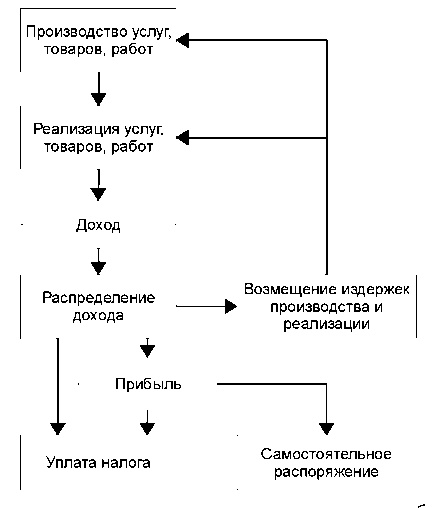 Производство услуг,
товаров, работ
Реализация услуг,
товаров, работ
Доход
Распределение
дохода
Возмещение издержек
производства и
реализации
Прибыль
Уплата налога
Самостоятельное
распоряжение